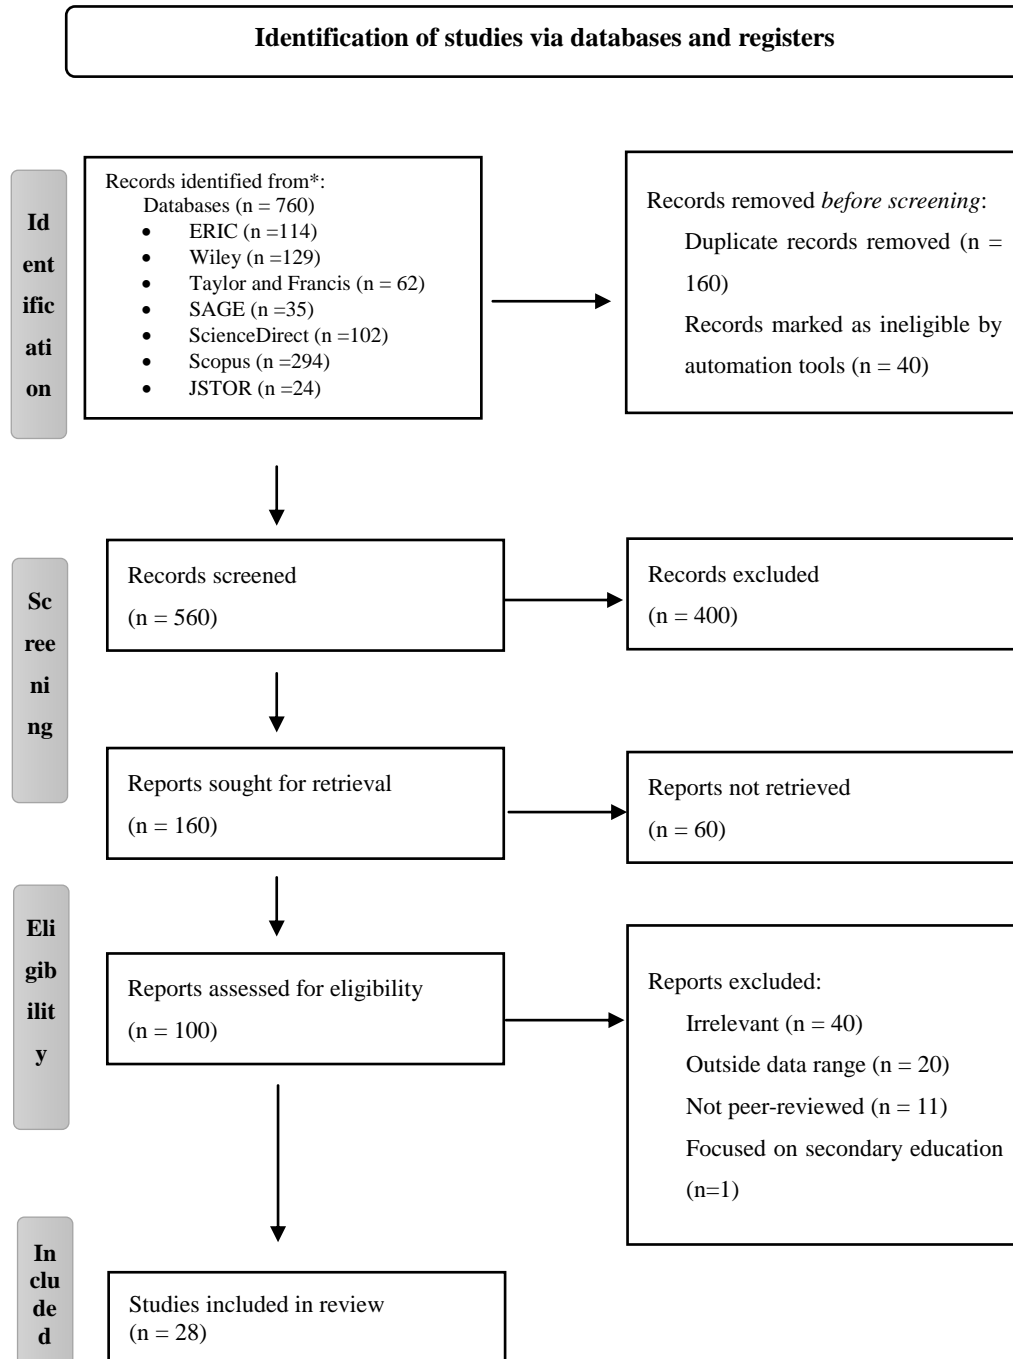 Identification of studies via databases and registers
Id
ent
ific
ati
on
Records identified from*:
Databases (n = 760)
• ERIC (n =114)
• Wiley (n =129)
• Taylor and Francis (n = 62)
• SAGE (n =35)
• ScienceDirect (n =102)
• Scopus (n =294)
• JSTOR (n =24)
Records removed before screening:
Duplicate records removed (n =
160)
Records marked as ineligible by
automation tools (n = 40)
Sc
ree
ni
ng
Records screened
(n = 560)
Records excluded
(n = 400)
Reports sought for retrieval
(n = 160)
Reports not retrieved
(n = 60)
Eli
gib
ilit
y
Reports assessed for eligibility
(n = 100)
Reports excluded:
Irrelevant (n = 40)
Outside data range (n = 20)
Not peer-reviewed (n = 11)
Focused on secondary education
(n=1)
In
clu
de
d
Studies included in review
(n = 28)